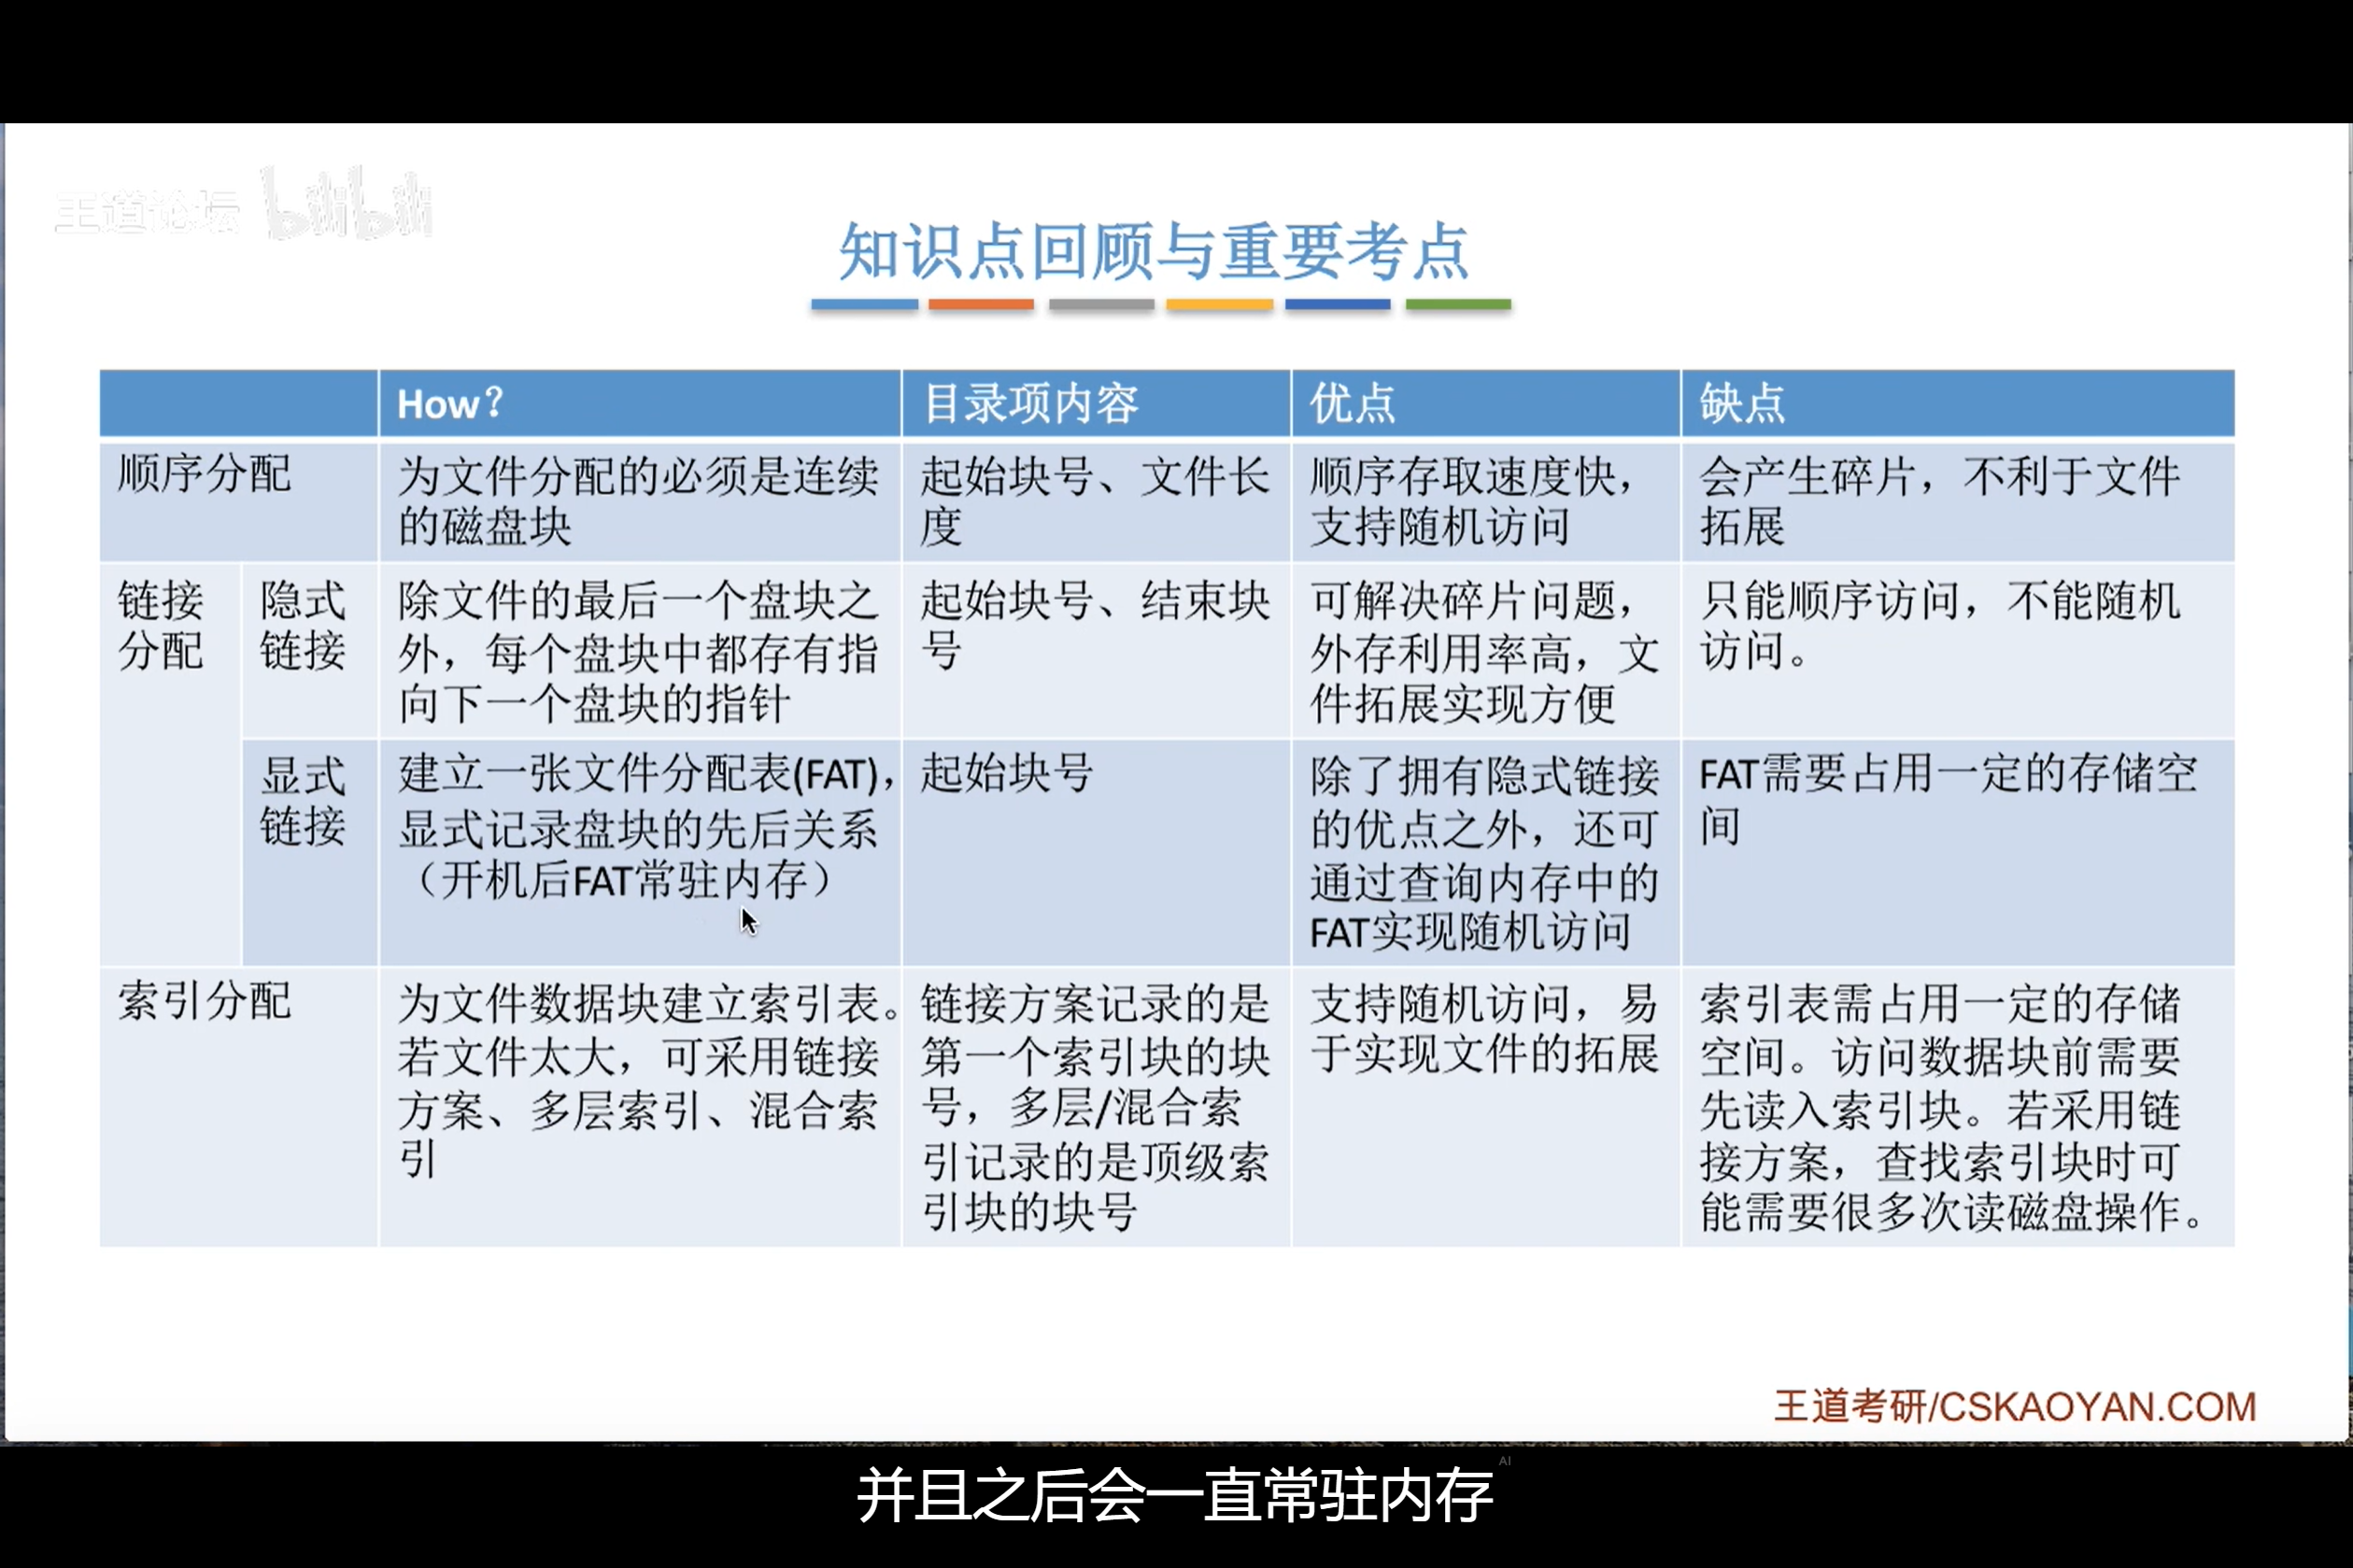 王道论坛 bilibili
知识点回顾与重要考点
How?
目录项内容
优点
缺点
顺序分配
为文件分配的必须是连续
的磁盘块
起始块号、文件长
度
顺序存取速度快，
支持随机访问
会产生碎片，不利于文件
拓展
链接
分配
隐式
链接
除文件的最后一个盘块之
外，每个盘块中都存有指
向下一个盘块的指针
起始块号、结束块
号
可解决碎片问题，
外存利用率高，文
件拓展实现方便
只能顺序访问，不能随机
访问。
显式
链接
建立一张文件分配表(FAT)，
显式记录盘块的先后关系
（开机后FAT常驻内存）
起始块号
除了拥有隐式链接
的优点之外，还可
通过查询内存中的
FAT实现随机访问
FAT需要占用一定的存储空
间
索引分配
为文件数据块建立索引表。
若文件太大，可采用链接
方案、多层索引、混合索
引
链接方案记录的是
第一个索引块的块
号，多层/混合索
引记录的是顶级索
引块的块号
支持随机访问，易
于实现文件的拓展
索引表需占用一定的存储
空间。访问数据块前需要
先读入索引块。若采用链
接方案，查找索引块时可
能需要很多次读磁盘操作。
王道考研/CSKAOYAN.COM
AI
并且之后会一直常驻内存